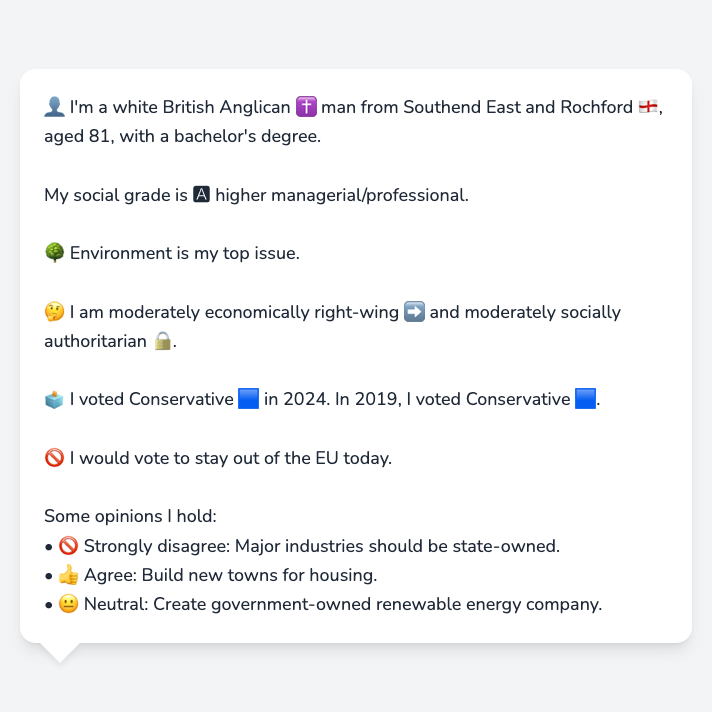 👤 I'm a white British Anglican ✝️ man from Southend East and Rochford 🏴󠁧󠁢󠁥󠁮󠁧󠁿,
aged 81, with a bachelor's degree.
My social grade is 🅰️ higher managerial/professional.
🌳 Environment is my top issue.
🤔 I am moderately economically right-wing ➡️ and moderately socially
authoritarian 🔒.
🗳️ I voted Conservative 🟦 in 2024. In 2019, I voted Conservative 🟦.
🚫 I would vote to stay out of the EU today.
Some opinions I hold:
• 🚫 Strongly disagree: Major industries should be state-owned.
• 👍 Agree: Build new towns for housing.
• 😐 Neutral: Create government-owned renewable energy company.